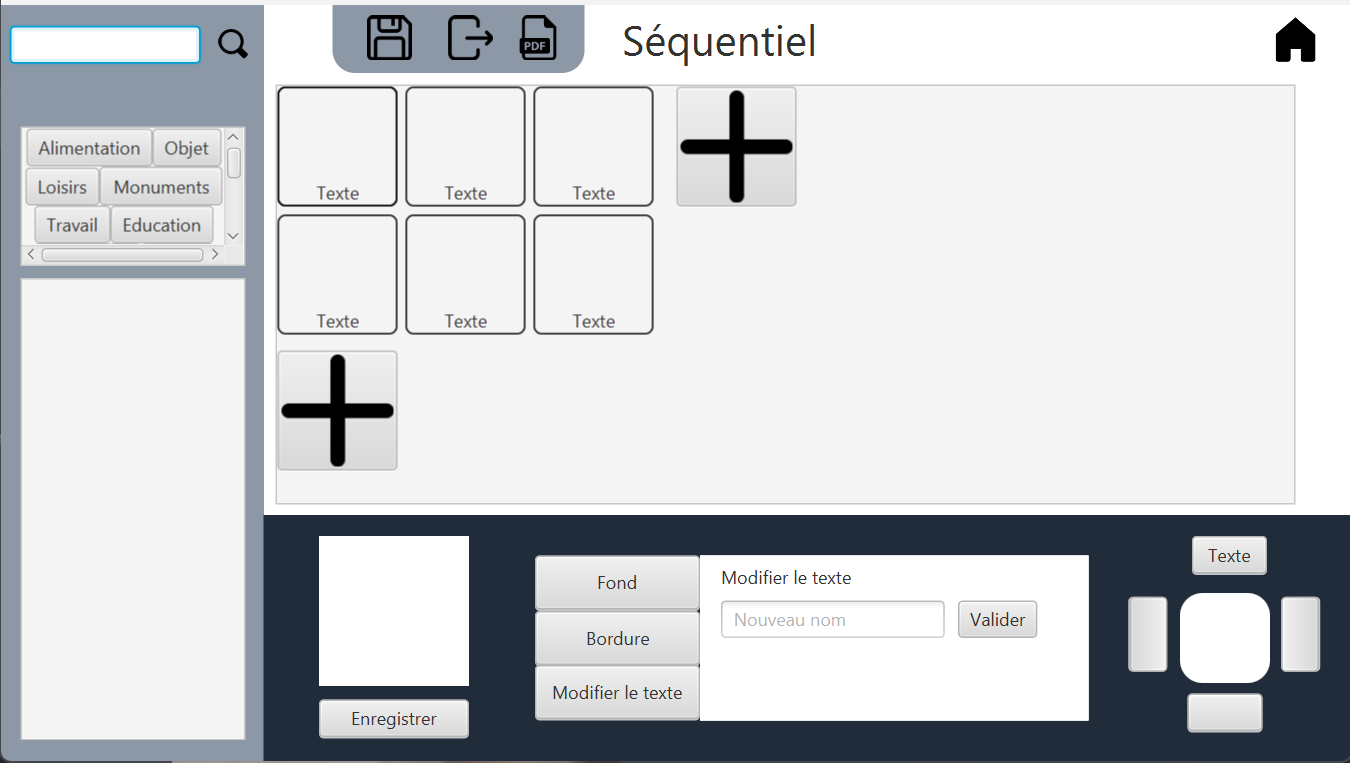 PDF
Séquentiel
Alimentation Objet
Loisirs Monuments
Travail Education
Texte Texte Texte
Texte Texte Texte
Fond
Bordure
Modifier le texte
Modifier le texte
Nouveau nom Valider
Texte
Enregistrer